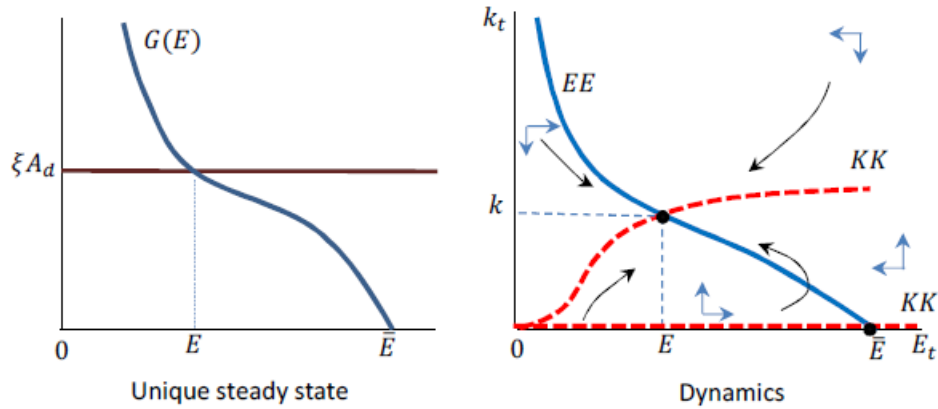 G(E)
ξA_d
0
E
Ē
Unique steady state
k_t
EE
KK
k
KK
0
E
Ē
E_t
Dynamics